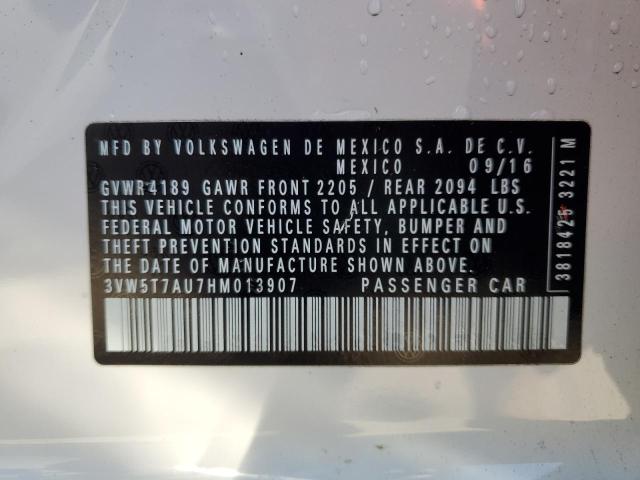 MFD BY VOLKSWAGEN DE MEXICO S.A. DE C.V.
MEXICO 09/16
GVWR 4189 GAWR FRONT 2205 / REAR 2094 LBS
THIS VEHICLE CONFORMS TO ALL APPLICABLE U.S.
FEDERAL MOTOR VEHICLE SAFETY, BUMPER AND
THEFT PREVENTION STANDARDS IN EFFECT ON
THE DATE OF MANUFACTURE SHOWN ABOVE.
3VW5T7AU7HM013907 PASSENGER CAR
3818425 3221 M